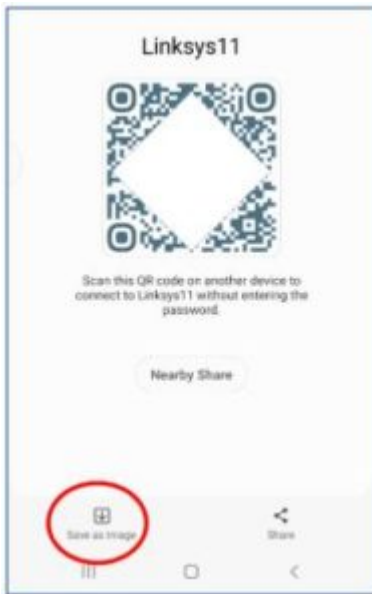 Linksys11
Scan this QR code on another device to
connect to Linksys11 without entering the
password.
Nearby Share
Save as image
Share